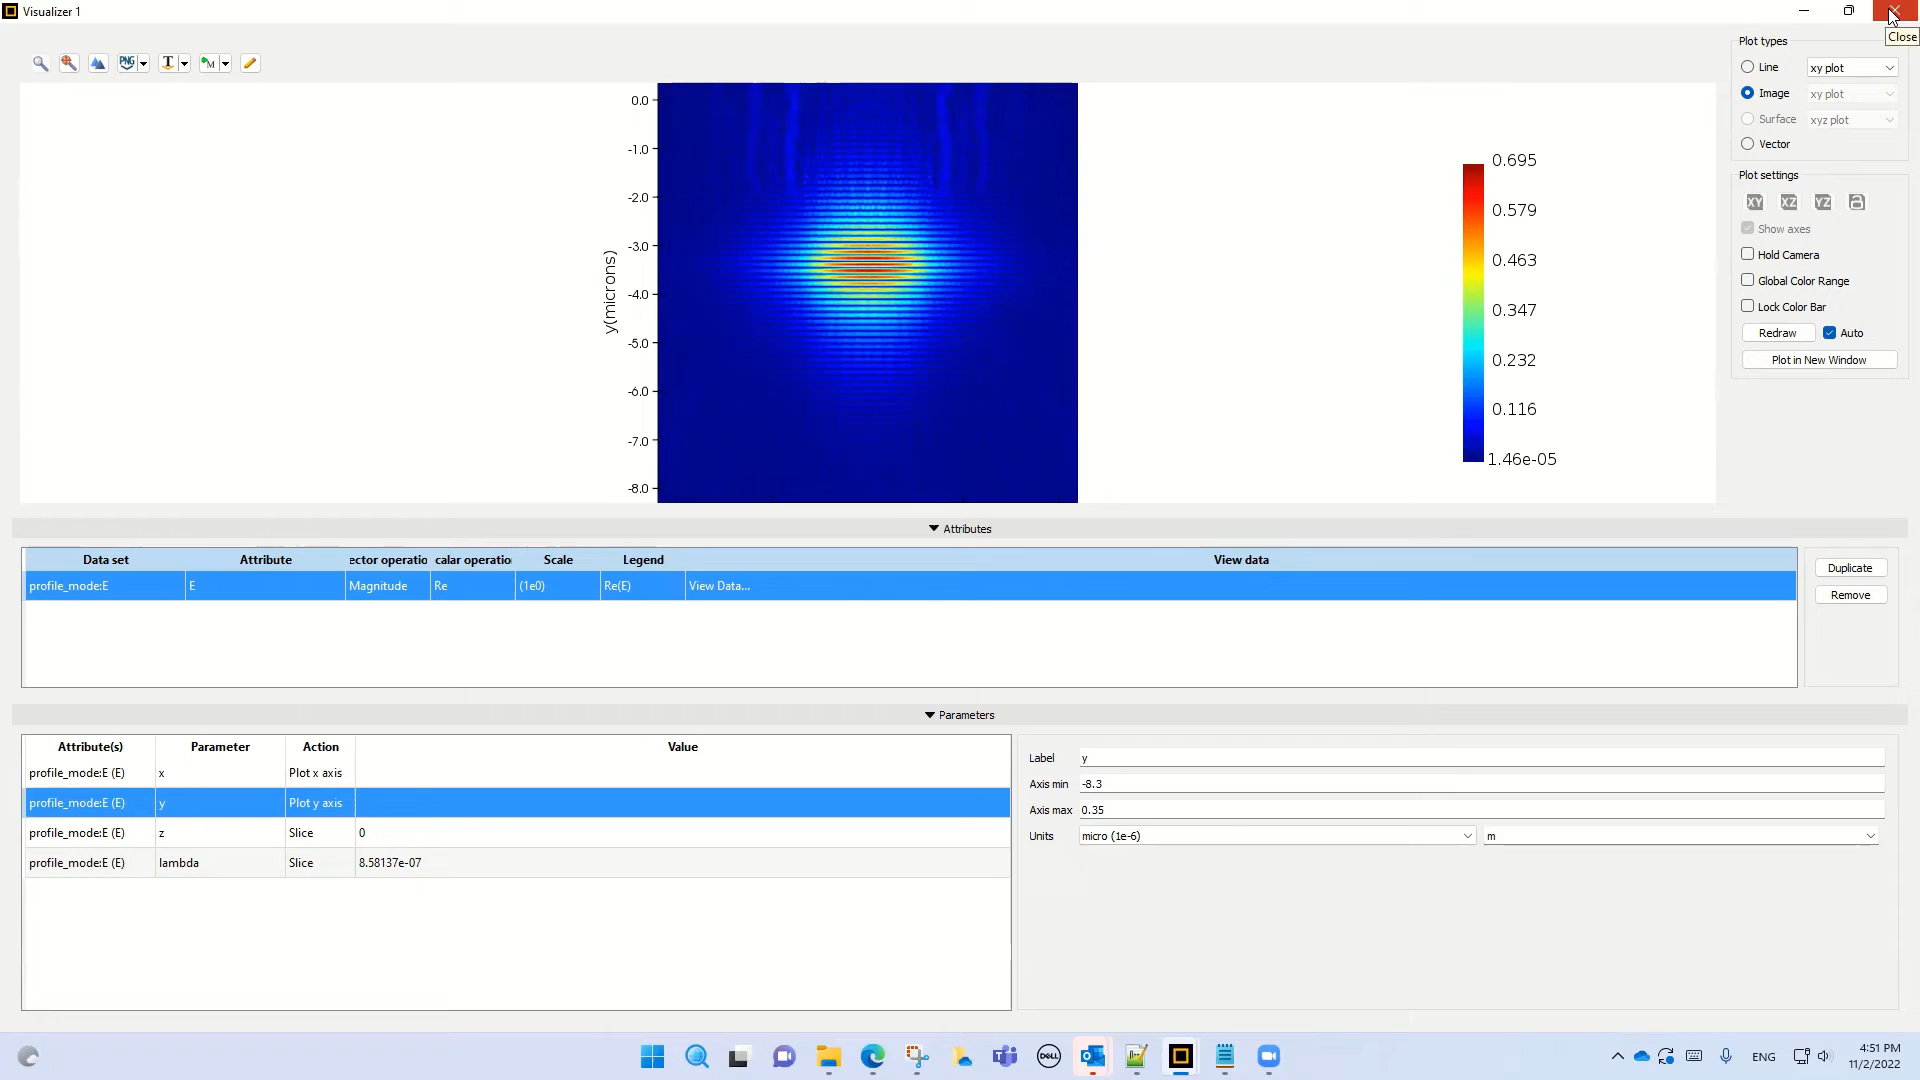 Visualizer 1
Close
PNG
T
M
Plot types
Line
xy plot
Image
xy plot
Surface
xyz plot
Vector
Plot settings
XY
XZ
YZ
Show axes
Hold Camera
Global Color Range
Lock Color Bar
Redraw
Auto
Plot in New Window
0.0
-1.0
-2.0
-3.0
-4.0
-5.0
-6.0
-7.0
-8.0
y(microns)
0.695
0.579
0.463
0.347
0.232
0.116
1.46e-05
Attributes
Data set Attribute ector operatio calar operatio Scale Legend View data
profile_mode:E E Magnitude Re (1e0) Re(E) View Data...
Duplicate
Remove
Parameters
Attribute(s) Parameter Action Value
profile_mode:E (E) x Plot x axis
profile_mode:E (E) y Plot y axis
profile_mode:E (E) z Slice 0
profile_mode:E (E) lambda Slice 8.58137e-07
Label y
Axis min -8.3
Axis max 0.35
Units micro (1e-6) m
DELL
ENG
4:51 PM
11/2/2022